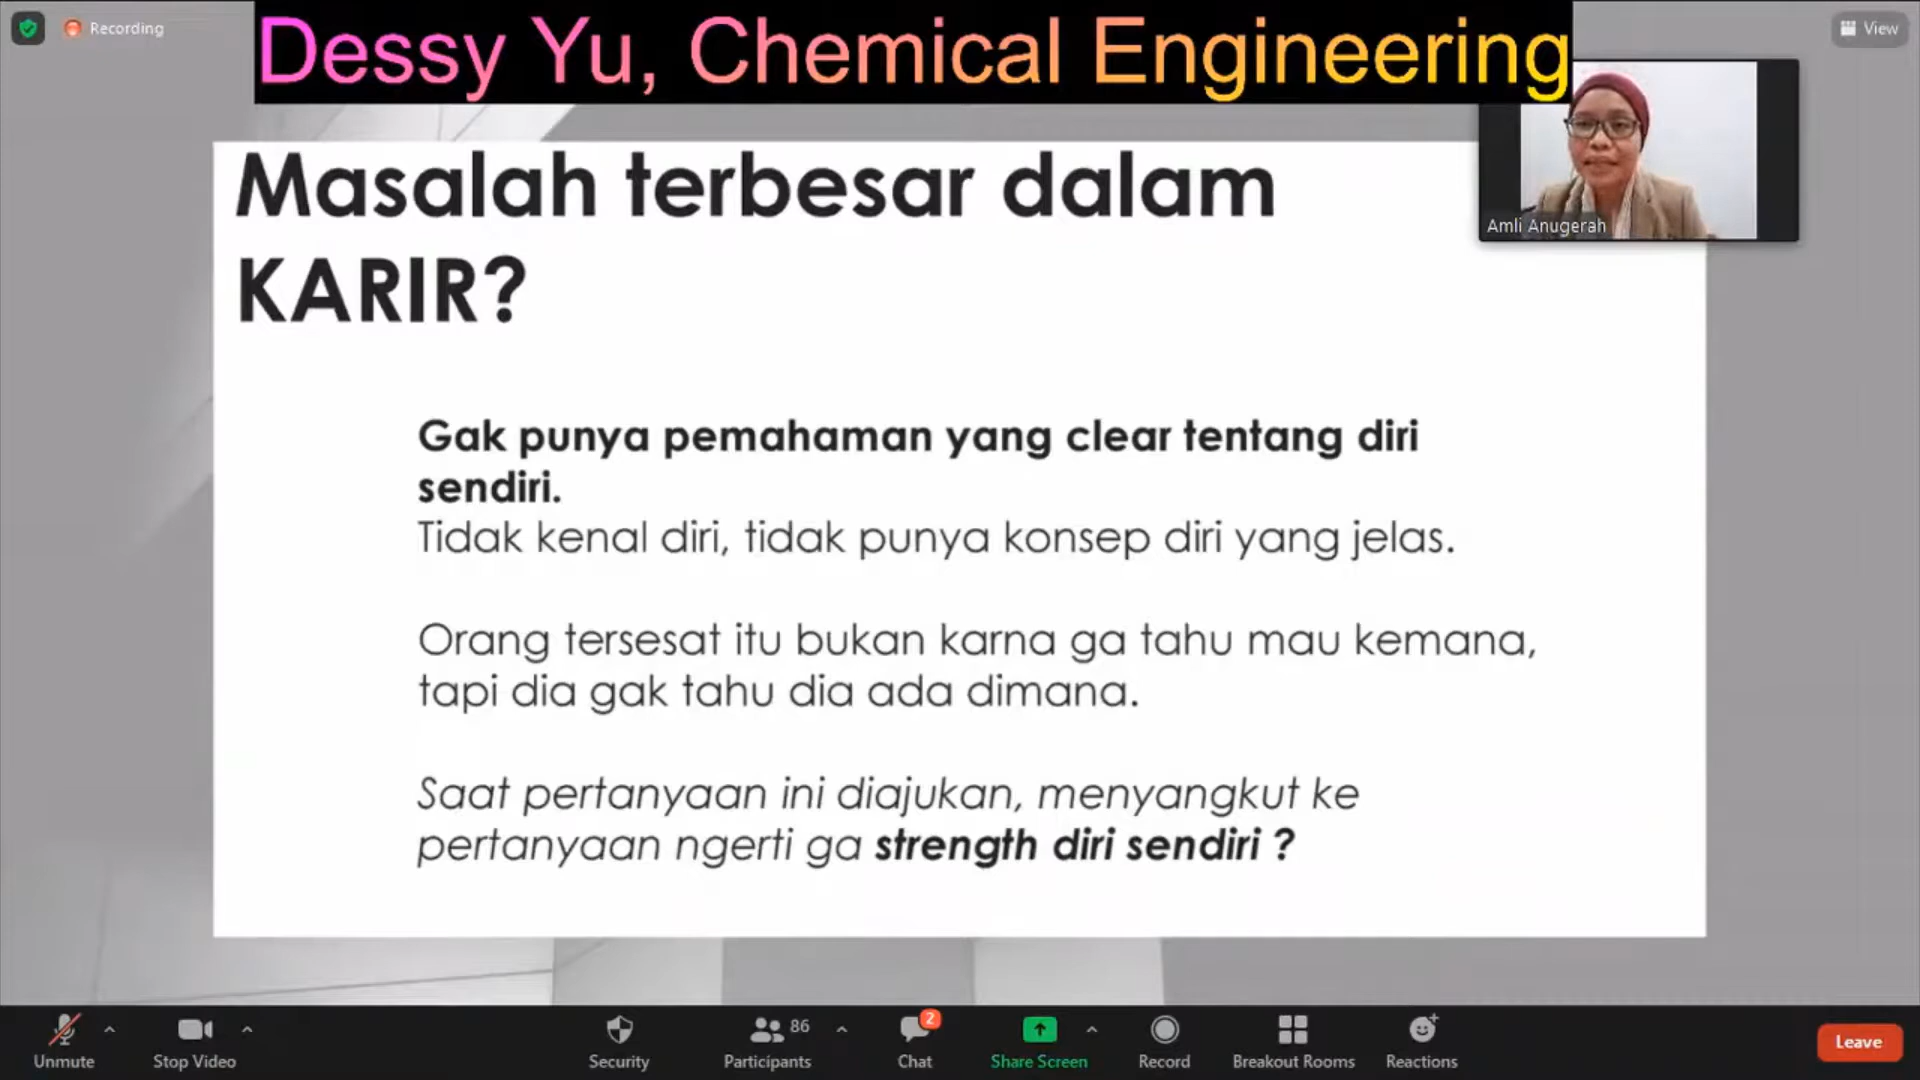 Recording
Dessy Yu, Chemical Engineering
View
Masalah terbesar dalam
KARIR?
Amli Anugerah
Gak punya pemahaman yang clear tentang diri
sendiri.
Tidak kenal diri, tidak punya konsep diri yang jelas.
Orang tersesat itu bukan karna ga tahu mau kemana,
tapi dia gak tahu dia ada dimana.
Saat pertanyaan ini diajukan, menyangkut ke
pertanyaan ngerti ga strength diri sendiri ?
Unmute
Stop Video
Security
86
Participants
2
Chat
Share Screen
Record
Breakout Rooms
Reactions
Leave